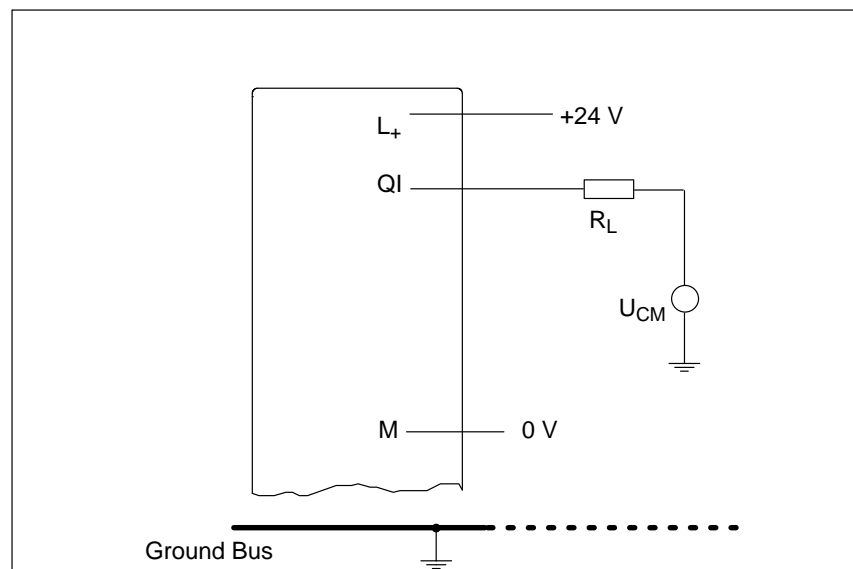 L+ +24 V
QI
RL
UCM
M 0 V
Ground Bus